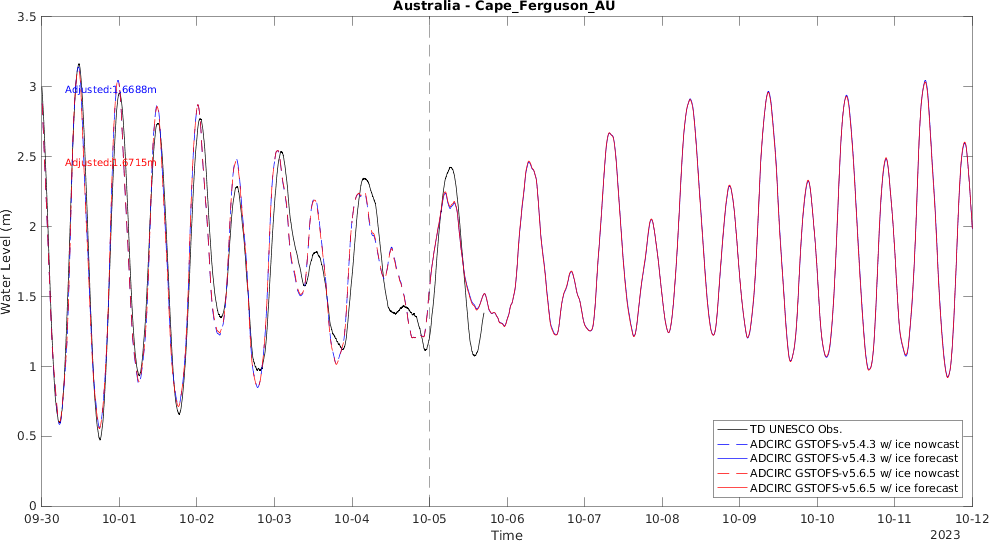 Australia - Cape_Ferguson_AU
3.5
3
2.5
2
1.5
1
0.5
0
Water Level (m)
Adjusted:1.6688m
Adjusted:1.6715m
TD UNESCO Obs.
ADCIRC GSTOFS-v5.4.3 w/ ice nowcast
ADCIRC GSTOFS-v5.4.3 w/ ice forecast
ADCIRC GSTOFS-v5.6.5 w/ ice nowcast
ADCIRC GSTOFS-v5.6.5 w/ ice forecast
09-30 10-01 10-02 10-03 10-04 10-05 10-06 10-07 10-08 10-09 10-10 10-11 10-12
Time
2023